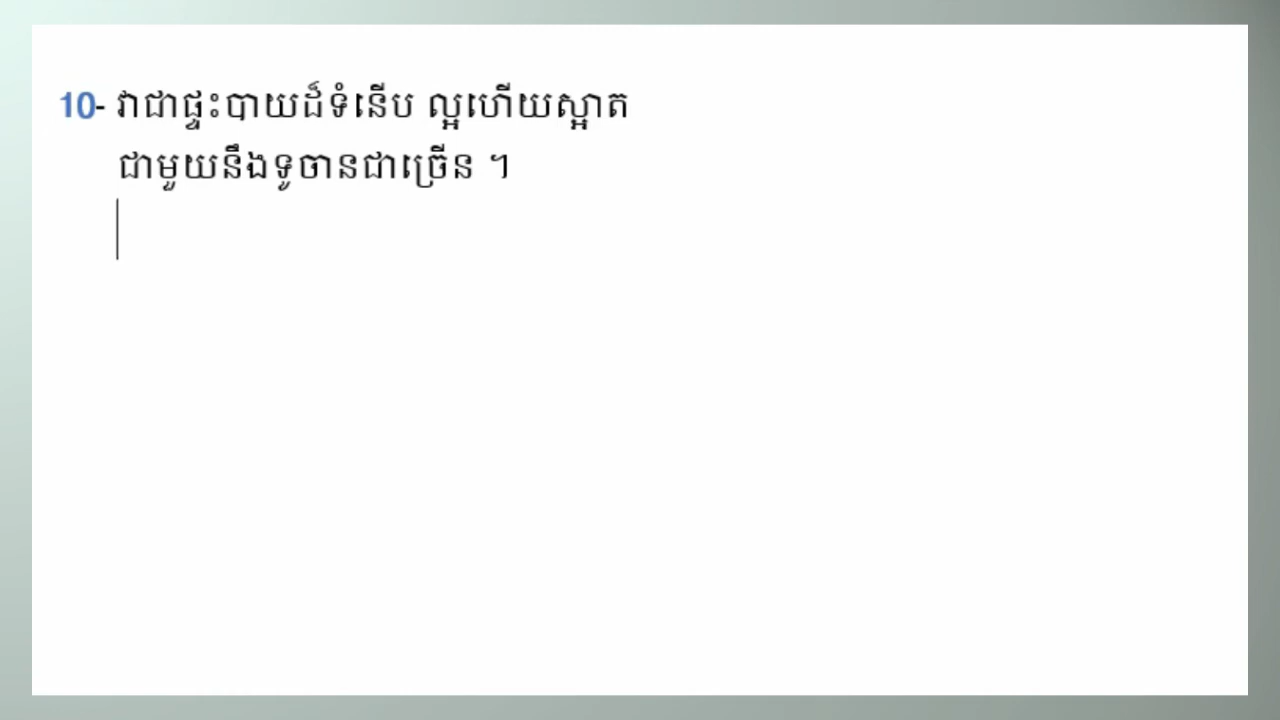 10- វាជាផ្ទះបាយដ៏ទំនើប ល្អហើយស្អាត
ជាមួយនឹងទូចានជាច្រើន ។